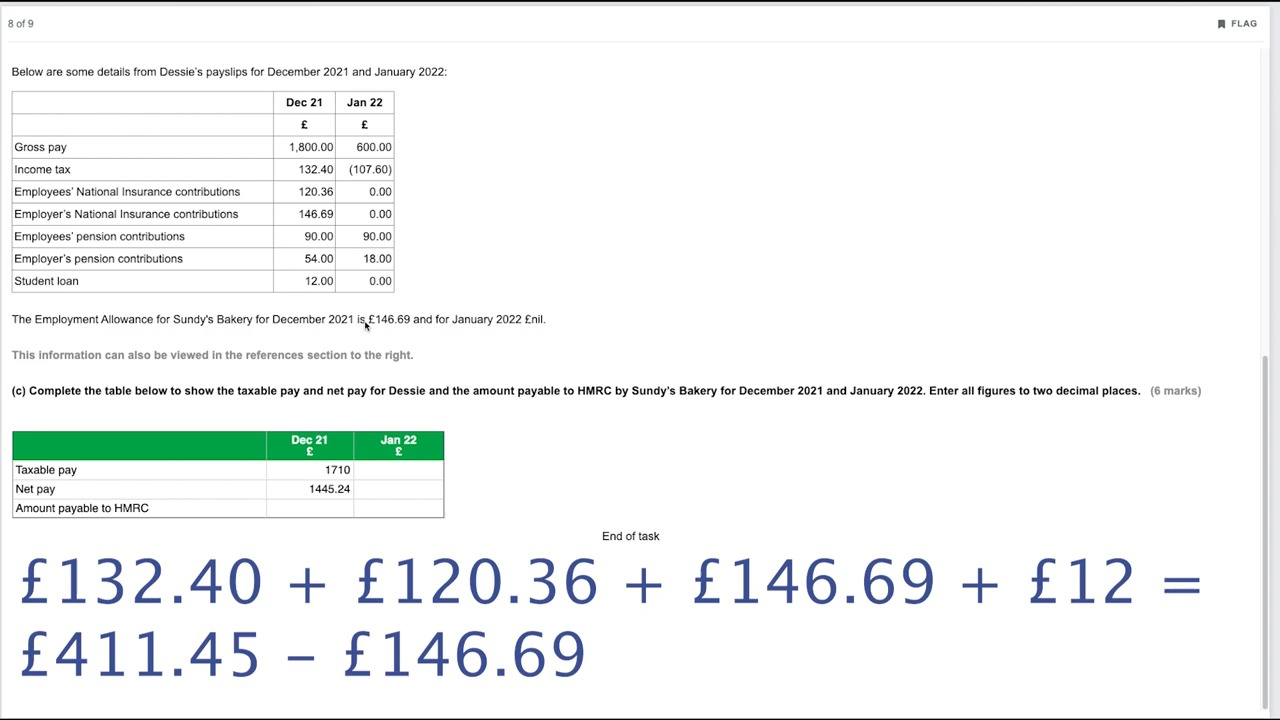 8 of 9
FLAG
Below are some details from Dessie's payslips for December 2021 and January 2022:
Dec 21 Jan 22
£ £
Gross pay 1,800.00 600.00
Income tax 132.40 (107.60)
Employees' National Insurance contributions 120.36 0.00
Employer's National Insurance contributions 146.69 0.00
Employees' pension contributions 90.00 90.00
Employer's pension contributions 54.00 18.00
Student loan 12.00 0.00
The Employment Allowance for Sundy's Bakery for December 2021 is £146.69 and for January 2022 £nil.
This information can also be viewed in the references section to the right.
(c) Complete the table below to show the taxable pay and net pay for Dessie and the amount payable to HMRC by Sundy's Bakery for December 2021 and January 2022. Enter all figures to two decimal places. (6 marks)
Dec 21 Jan 22
£ £
Taxable pay 1710
Net pay 1445.24
Amount payable to HMRC
End of task
£132.40 + £120.36 + £146.69 + £12 =
£411.45 – £146.69